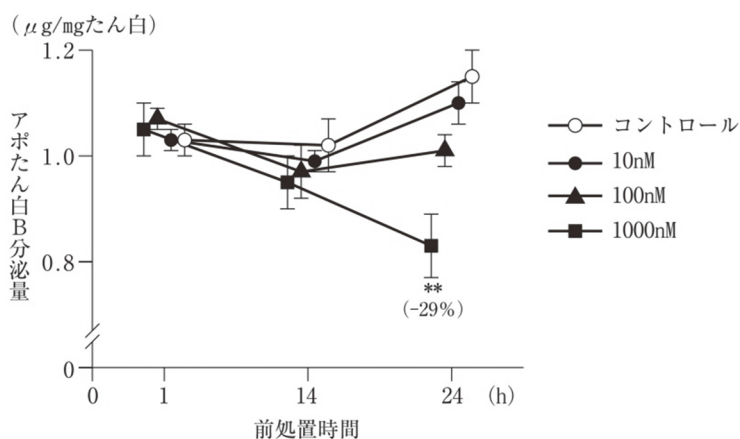 (μg/mgたん白)
1.2
1.0
0.8
0
アポたん白B分泌量
0 1 14 24 (h)
前処置時間
**
(-29%)
コントロール
10nM
100nM
1000nM